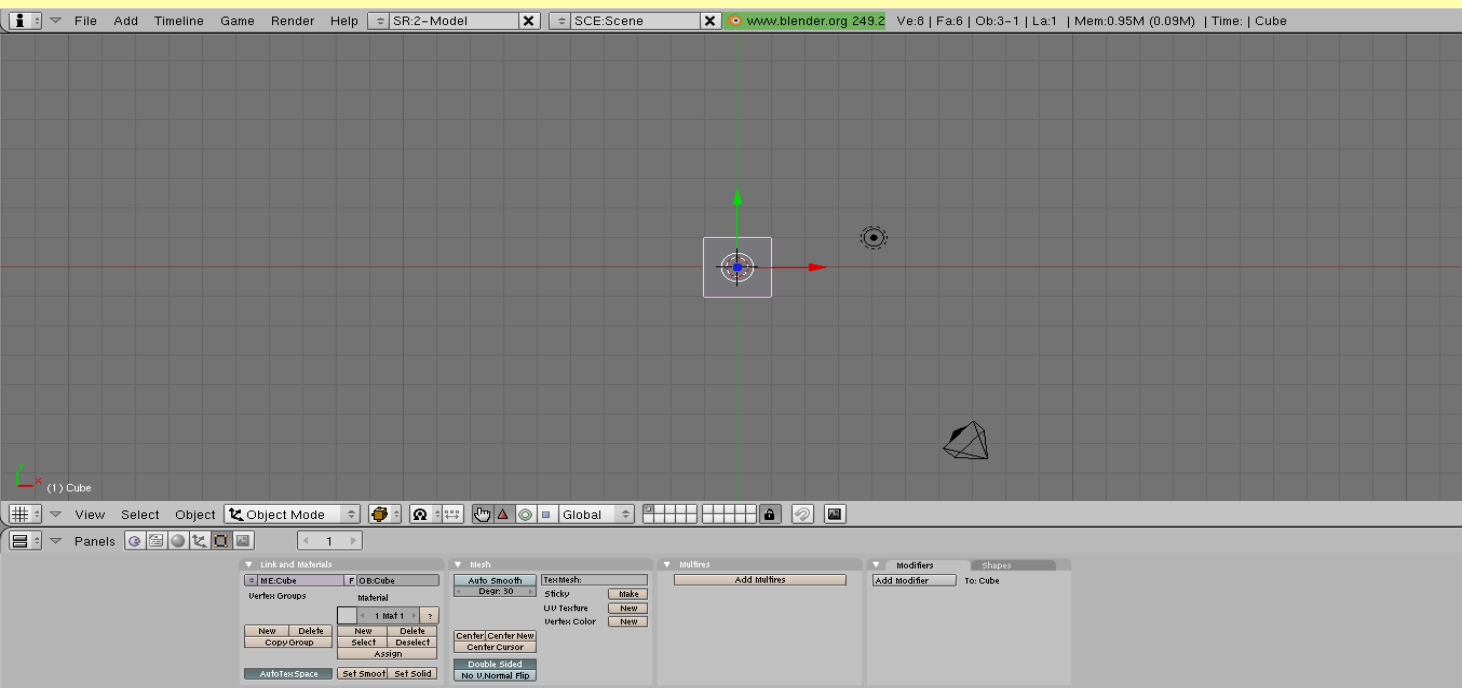 File Add Timeline Game Render Help SR:2-Model SCE:Scene www.blender.org 249.2 Ve:8 | Fa:6 | Ob:3-1 | La:1 | Mem:0.95M (0.09M) | Time: | Cube
x
(1) Cube
View Select Object Object Mode Global
Panels 1
Link and Materials
ME:Cube F OB:Cube
Vertex Groups Material
1 Mat 1 ?
New Delete New Delete
Copy Group Select Deselect
Assign
AutoTexSpace Set Smoot Set Solid
Mesh
Auto Smooth TexMesh:
Degr: 30 Sticky Make
UV Texture New
Vertex Color New
Center Center New
Center Cursor
Double Sided
No V.Normal Flip
Multires
Add Multires
Modifiers Shapes
Add Modifier To: Cube